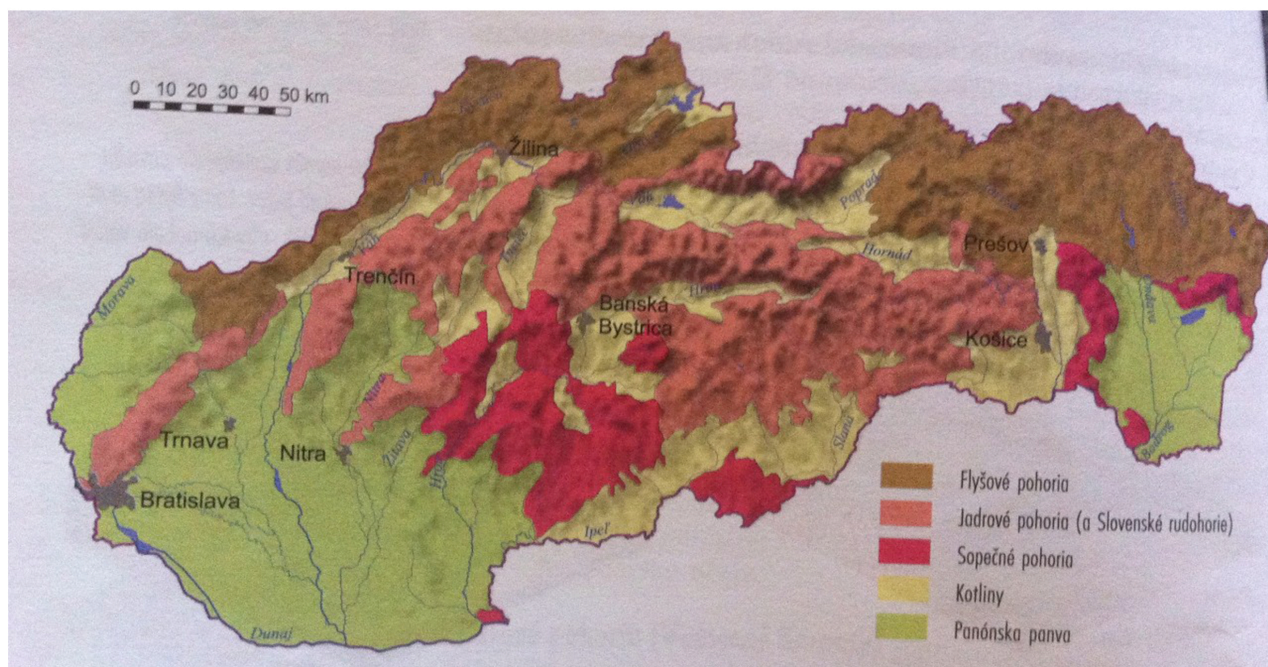 0 10 20 30 40 50 km
Žilina
Váh
Poprad
Hornád
Prešov
Váh
Trenčín
Morava
Hron
Banská
Bystrica
Košice
Nitra
Trnava
Nitra
Žitava
Hron
Slaná
Bodrog
Bratislava
Ipeľ
Dunaj
Flyšové pohoria
Jadrové pohoria (a Slovenské rudohorie)
Sopečné pohoria
Kotliny
Panónska panva